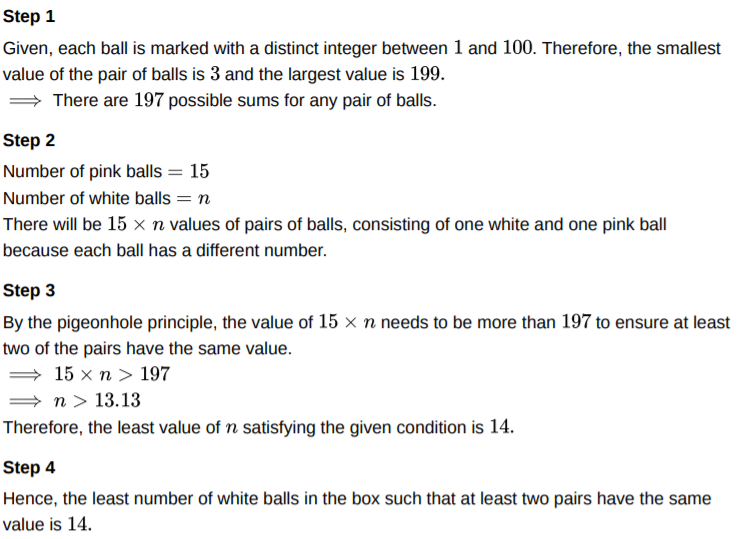 Step 1
Given, each ball is marked with a distinct integer between 1 and 100. Therefore, the smallest
value of the pair of balls is 3 and the largest value is 199.
⟹ There are 197 possible sums for any pair of balls.
Step 2
Number of pink balls = 15
Number of white balls = n
There will be 15 × n values of pairs of balls, consisting of one white and one pink ball
because each ball has a different number.
Step 3
By the pigeonhole principle, the value of 15 × n needs to be more than 197 to ensure at least
two of the pairs have the same value.
⟹ 15 × n > 197
⟹ n > 13.13
Therefore, the least value of n satisfying the given condition is 14.
Step 4
Hence, the least number of white balls in the box such that at least two pairs have the same
value is 14.